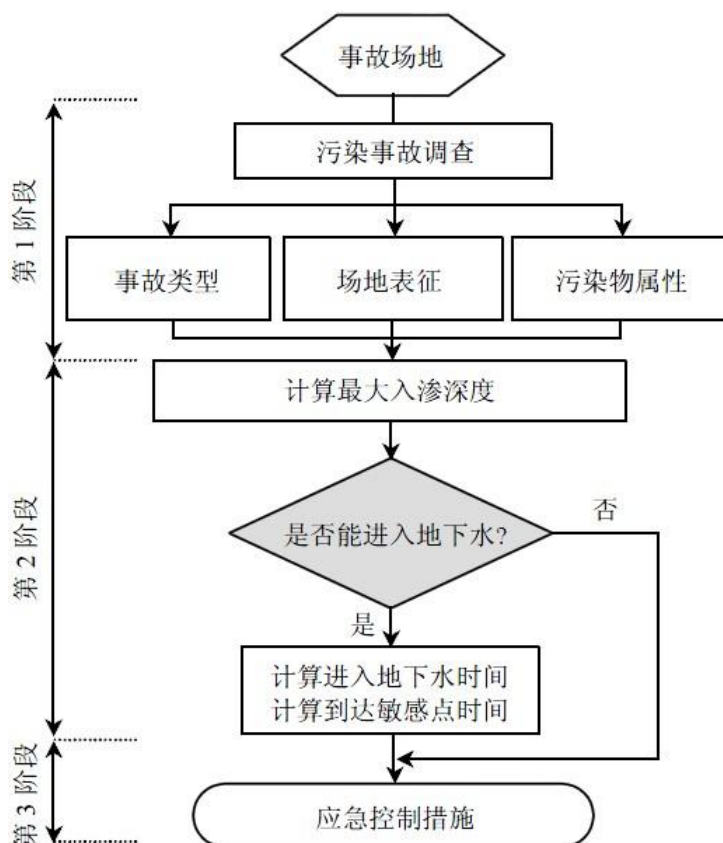 事故场地
污染事故调查
第1阶段
事故类型
场地表征
污染物属性
计算最大入渗深度
第2阶段
是否能进入地下水?
否
是
计算进入地下水时间
计算到达敏感点时间
第3阶段
应急控制措施